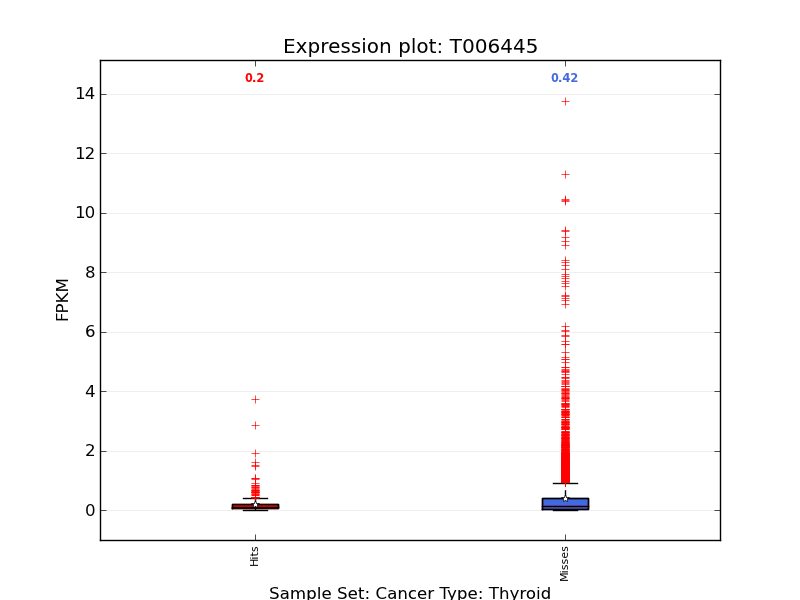 Expression plot: T006445
0.2
0.42
14
12
10
8
6
4
2
0
FPKM
Hits
Misses
Sample Set: Cancer Type: Thyroid